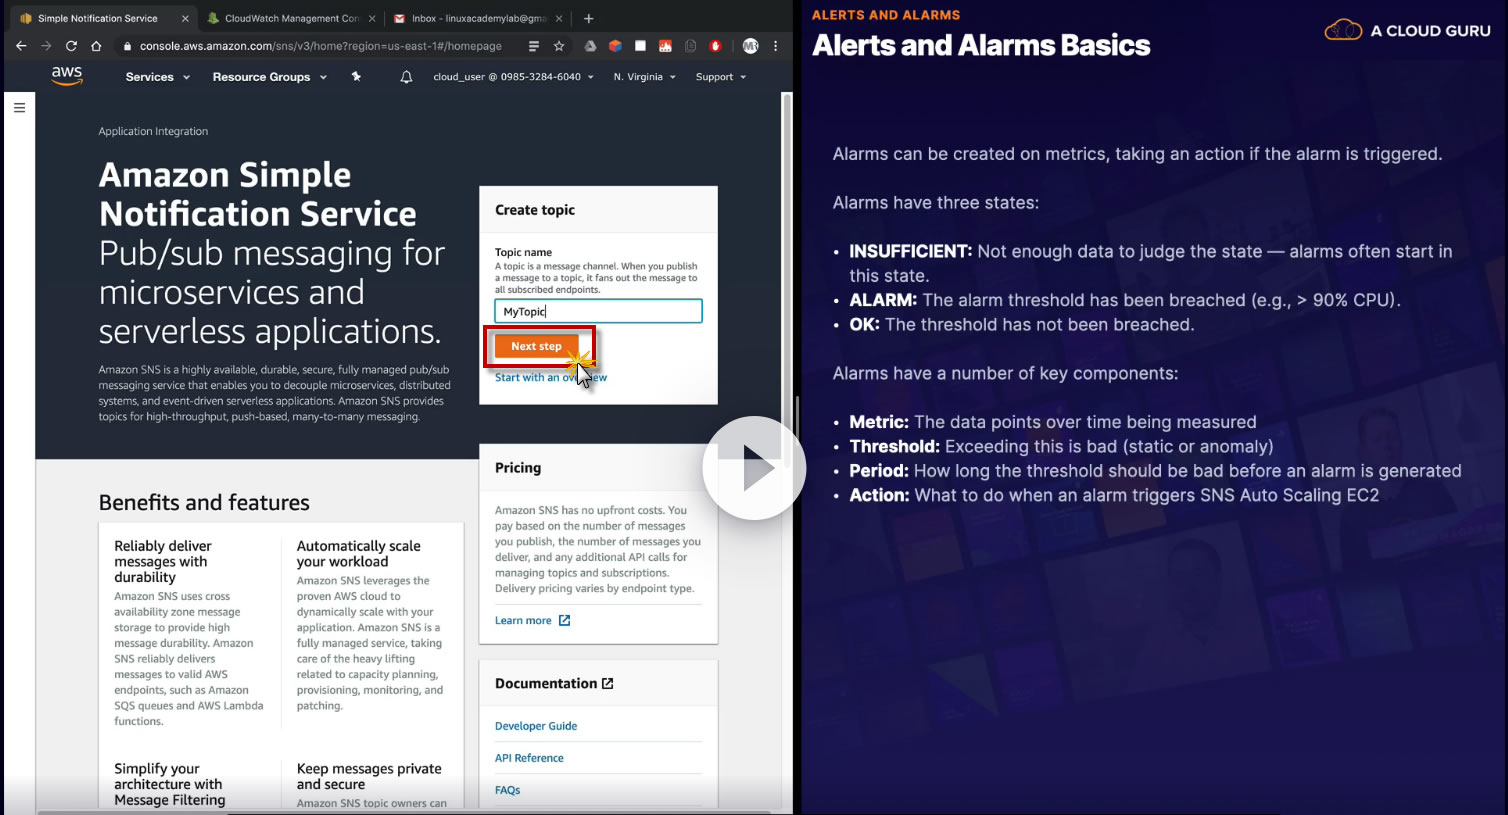 Simple Notification Service
CloudWatch Management Con
Inbox - linuxacademylab@gma
console.aws.amazon.com/sns/v3/home?region=us-east-1#/homepage
aws
Services
Resource Groups
cloud_user @ 0985-3284-6040
N. Virginia
Support
Application Integration
Amazon Simple
Notification Service
Pub/sub messaging for
microservices and
serverless applications.
Amazon SNS is a highly available, durable, secure, fully managed pub/sub
messaging service that enables you to decouple microservices, distributed
systems, and event-driven serverless applications. Amazon SNS provides
topics for high-throughput, push-based, many-to-many messaging.
Create topic
Topic name
A topic is a message channel. When you publish
a message to a topic, it fans out the message to
all subscribed endpoints.
MyTopic
Next step
Start with an overview
Pricing
Amazon SNS has no upfront costs. You
pay based on the number of messages
you publish, the number of messages you
deliver, and any additional API calls for
managing topics and subscriptions.
Delivery pricing varies by endpoint type.
Learn more
Documentation
Developer Guide
API Reference
FAQs
Benefits and features
Reliably deliver
messages with
durability
Amazon SNS uses cross
availability zone message
storage to provide high
message durability. Amazon
SNS reliably delivers
messages to valid AWS
endpoints, such as Amazon
SQS queues and AWS Lambda
functions.
Automatically scale
your workload
Amazon SNS leverages the
proven AWS cloud to
dynamically scale with your
application. Amazon SNS is a
fully managed service, taking
care of the heavy lifting
related to capacity planning,
provisioning, monitoring, and
patching.
Simplify your
architecture with
Message Filtering
Keep messages private
and secure
Amazon SNS topic owners can
ALERTS AND ALARMS
Alerts and Alarms Basics
A CLOUD GURU
Alarms can be created on metrics, taking an action if the alarm is triggered.
Alarms have three states:
• INSUFFICIENT: Not enough data to judge the state — alarms often start in
this state.
• ALARM: The alarm threshold has been breached (e.g., > 90% CPU).
• OK: The threshold has not been breached.
Alarms have a number of key components:
• Metric: The data points over time being measured
• Threshold: Exceeding this is bad (static or anomaly)
• Period: How long the threshold should be bad before an alarm is generated
• Action: What to do when an alarm triggers SNS Auto Scaling EC2